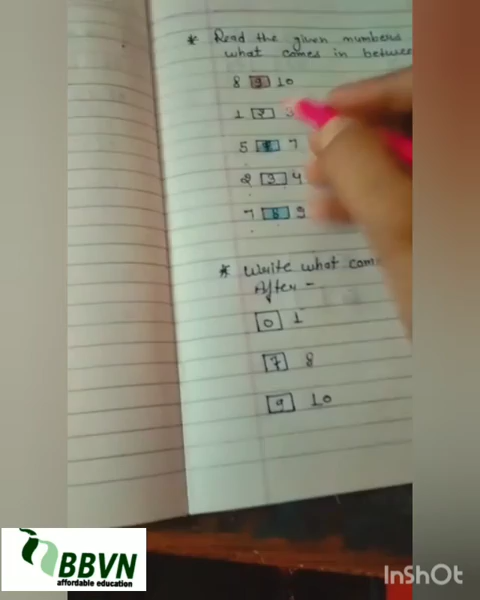 * Read the given numbers
what comes in between
8 9 10
1 2 3
5 6 7
2 3 4
7 8 9
* Write what com
After -
0 1
7 8
9 10
BBVN
affordable education
InShOt